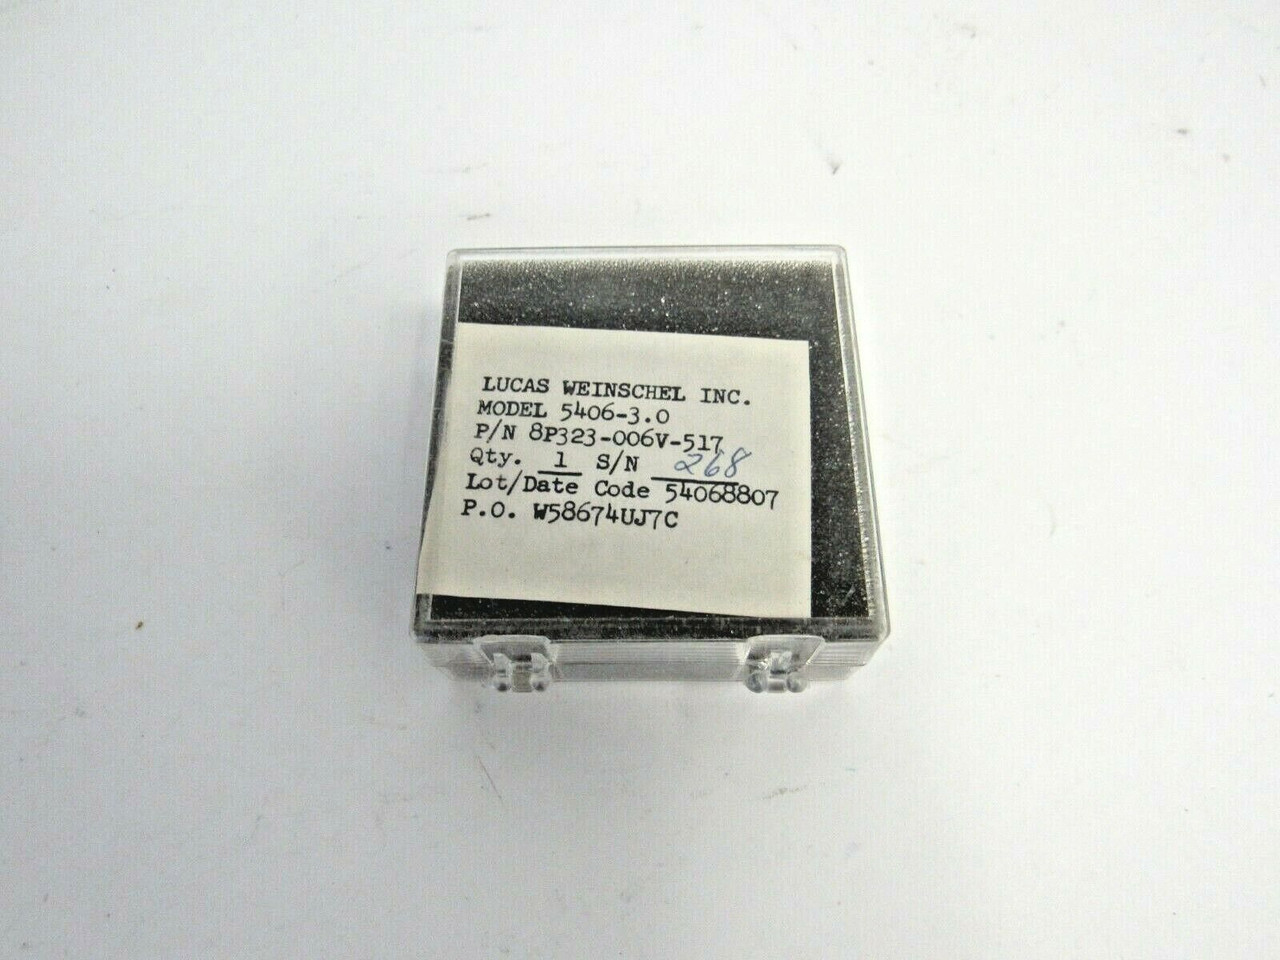 LUCAS WEINSCHEL INC.
MODEL 5406-3.0
P/N 8P323-006V-517
Qty. 1 S/N 268
Lot/Date Code 54068807
P.O. W58674UJ7C